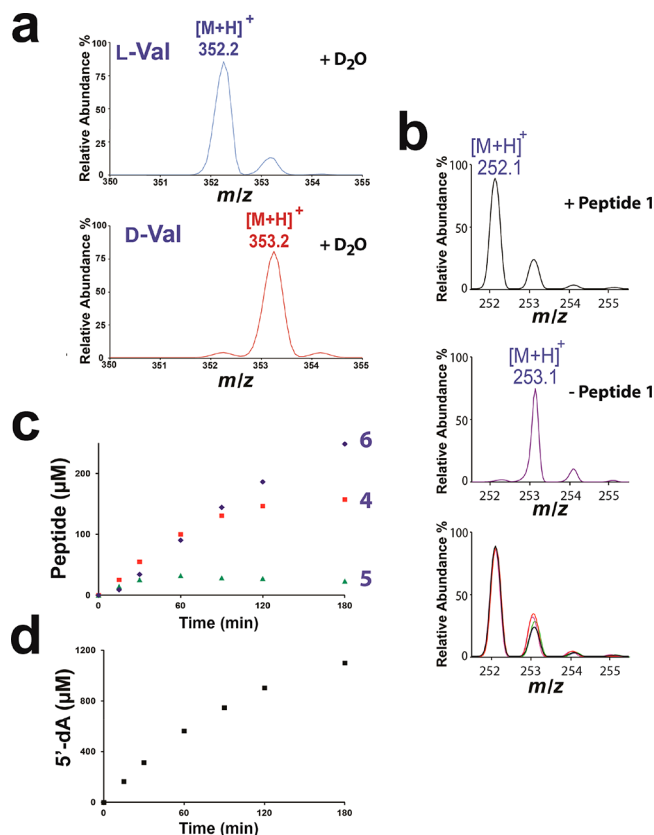 a
L-Val
[M+H]+
352.2
+ D2O
Relative Abundance %
100
75
50
25
0
350 351 352 353 354 355
m/z
D-Val
[M+H]+
353.2
+ D2O
Relative Abundance %
100
75
50
25
0
350 351 352 353 354 355
m/z
b
[M+H]+
252.1
+ Peptide 1
Relative Abundance %
100
50
0
252 253 254 255
m/z
[M+H]+
253.1
- Peptide 1
Relative Abundance %
100
50
0
252 253 254 255
m/z
Relative Abundance %
100
50
0
252 253 254 255
m/z
c
6
4
5
Peptide (µM)
200
100
0
0 60 120 180
Time (min)
d
5'-dA (µM)
1200
800
400
0
0 60 120 180
Time (min)